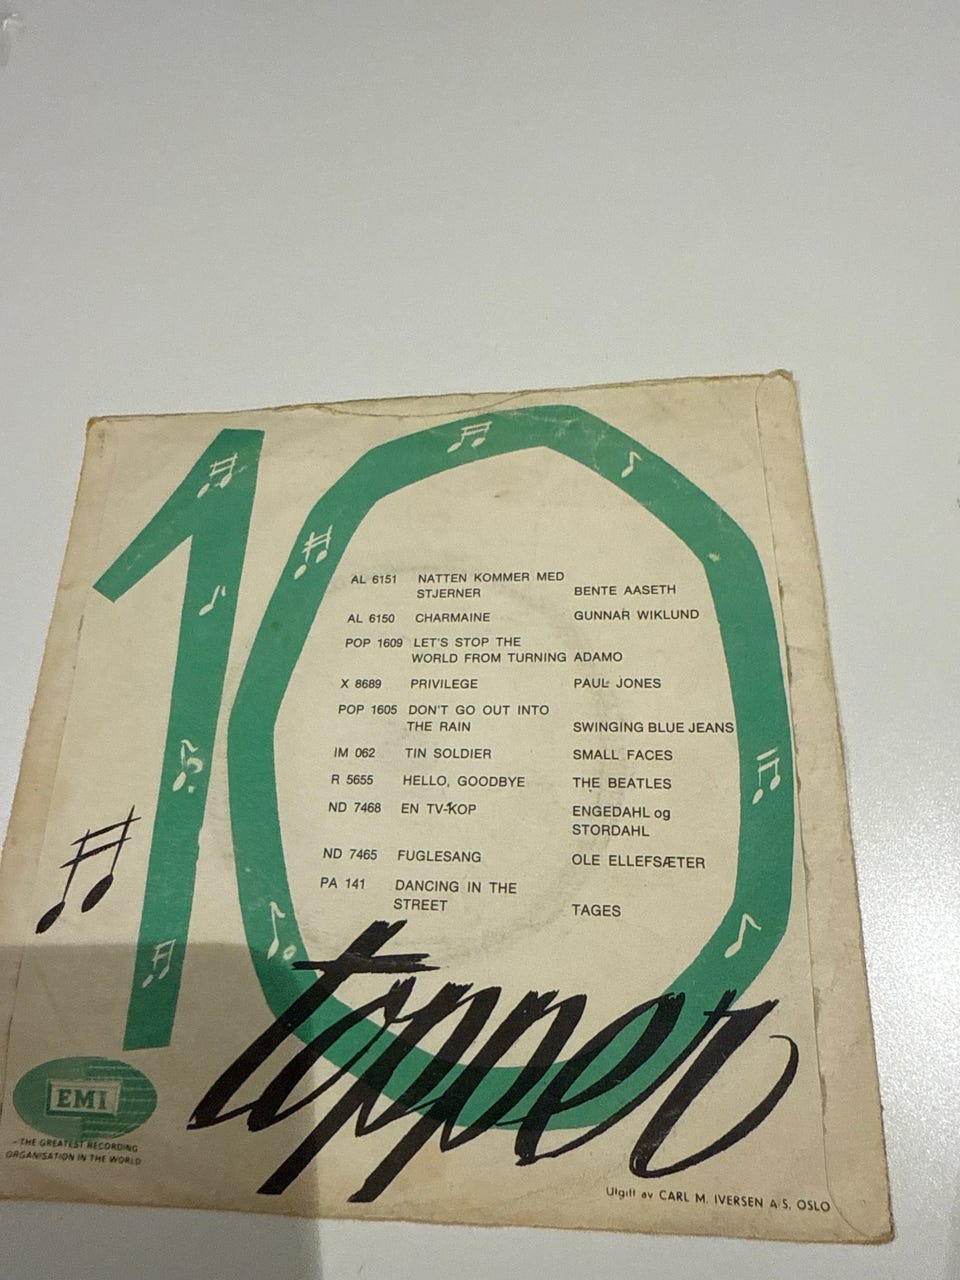 10
AL 6151 NATTEN KOMMER MED
STJERNER BENTE AASETH
AL 6150 CHARMAINE GUNNAR WIKLUND
POP 1609 LET'S STOP THE
WORLD FROM TURNING ADAMO
X 8689 PRIVILEGE PAUL JONES
POP 1605 DON'T GO OUT INTO
THE RAIN SWINGING BLUE JEANS
IM 062 TIN SOLDIER SMALL FACES
R 5655 HELLO, GOODBYE THE BEATLES
ND 7468 EN TV-KOP ENGEDAHL og
STORDAHL
ND 7465 FUGLESANG OLE ELLEFSÆTER
PA 141 DANCING IN THE
STREET TAGES
topper
EMI
-THE GREATEST RECORDING
ORGANISATION IN THE WORLD
Utgitt av CARL M. IVERSEN A/S. OSLO